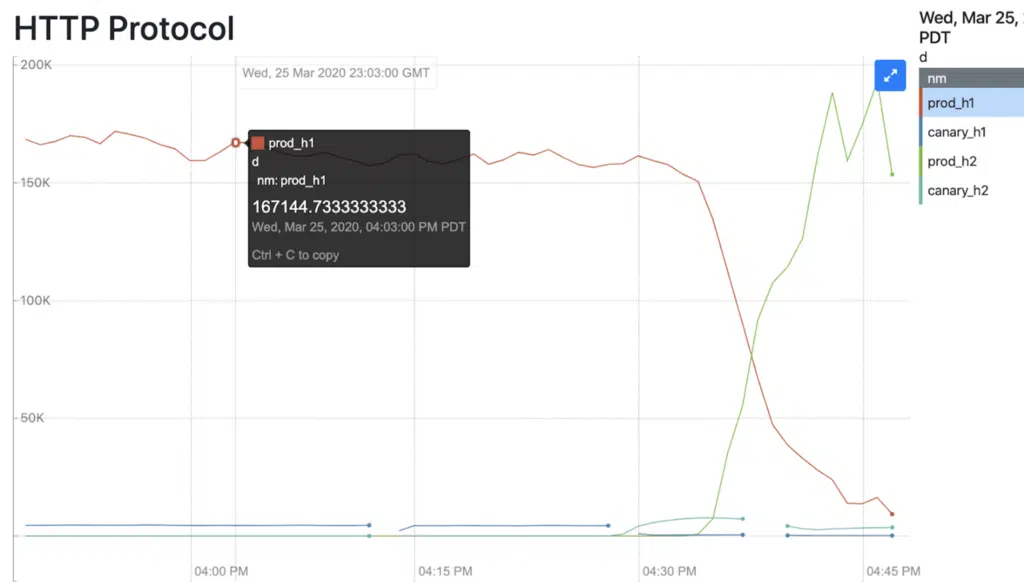 HTTP Protocol
Wed, Mar 25,
PDT
d
nm
prod_h1
canary_h1
prod_h2
canary_h2
200K
150K
100K
50K
Wed, 25 Mar 2020 23:03:00 GMT
prod_h1
d
nm: prod_h1
167144.7333333333
Wed, Mar 25, 2020, 04:03:00 PM PDT
Ctrl + C to copy
04:00 PM
04:15 PM
04:30 PM
04:45 PM